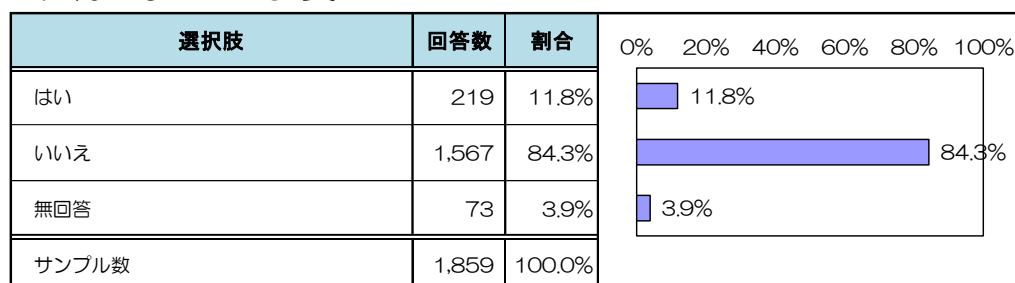 選択肢 回答数 割合
0% 20% 40% 60% 80% 100%
はい 219 11.8%
11.8%
いいえ 1,567 84.3%
84.3%
無回答 73 3.9%
3.9%
サンプル数 1,859 100.0%